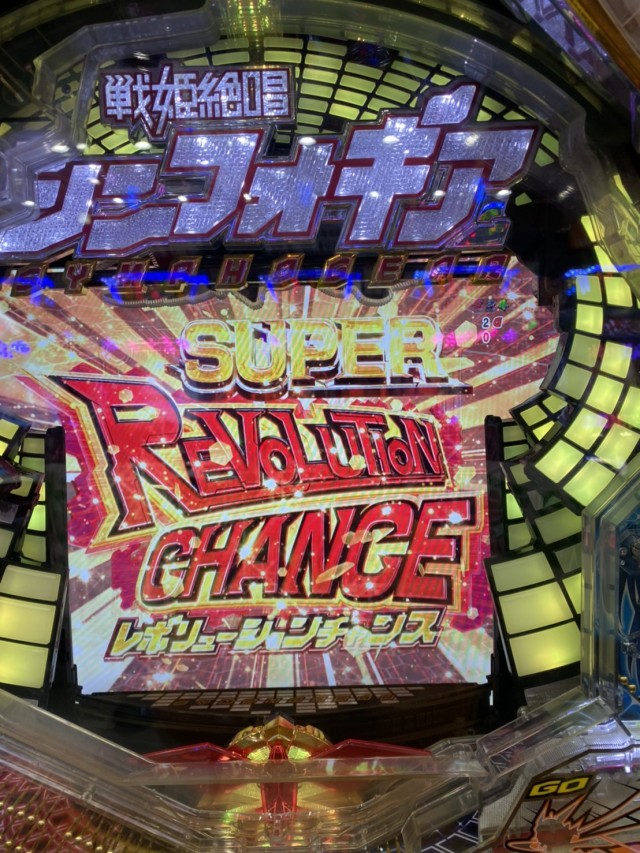 戦姫絶唱
シンフォギア
SYMPHOGEAR
SUPER
REVOLUTION
CHANCE
レボリューションチャンス
GO